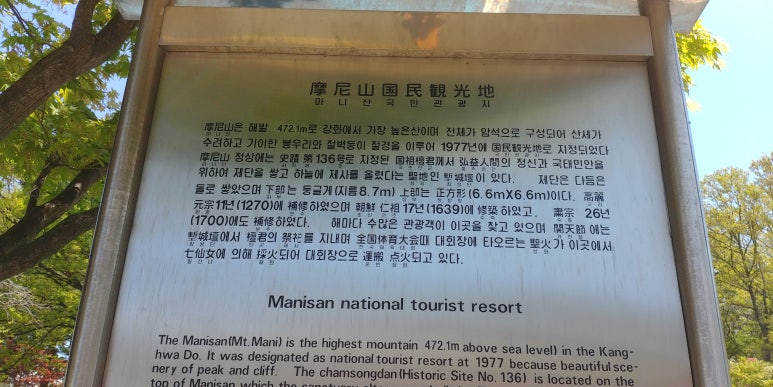 摩尼山国民観光地
마니산국민관광지
摩尼山은 해발 472.1m로 강화에서 가장 높은산이며 전체가 암석으로 구성되어 산세가
수려하고 기이한 봉우리와 절벽등이 절경을 이루어 1977년에 国民観光地로 지정되었다
摩尼山 정상에는 史蹟 第136号로 지정된 国祖檀君께서 弘益人間의 정신과 국태민안을
위하여 제단을 쌓고 하늘에 제사를 올렸다는 聖地인 塹城壇이 있다. 제단은 다듬은
돌로 쌓았으며 下部는 둥글게(지름8.7m) 上部는 正方形(6.6mX6.6m)이다. 高麗
元宗11年(1270)에 補修하였으며 朝鮮 仁祖17년(1639)에 修築하였고. 肅宗 26년
(1700)에도 補修하였다. 해마다 수많은 관광객이 이곳을 찾고 있으며 開天節에는
塹城壇에서 檀君의 祭祀를 지내며 全国体育大会때 대회장에 타오르는 聖火가 이곳에서
七仙女에 의해 採火되어 대회장으로 運搬 点火되고 있다.
Manisan national tourist resort
The Manisan(Mt. Mani) is the highest mountain 472.1m above sea level) in the Kang-
hwa Do. It was designated as national tourist resort at 1977 because beautiful sce-
nery of peak and cliff. The chamsongdan(Historic Site No. 136) is located on the
top of Manisan which the sanctuary